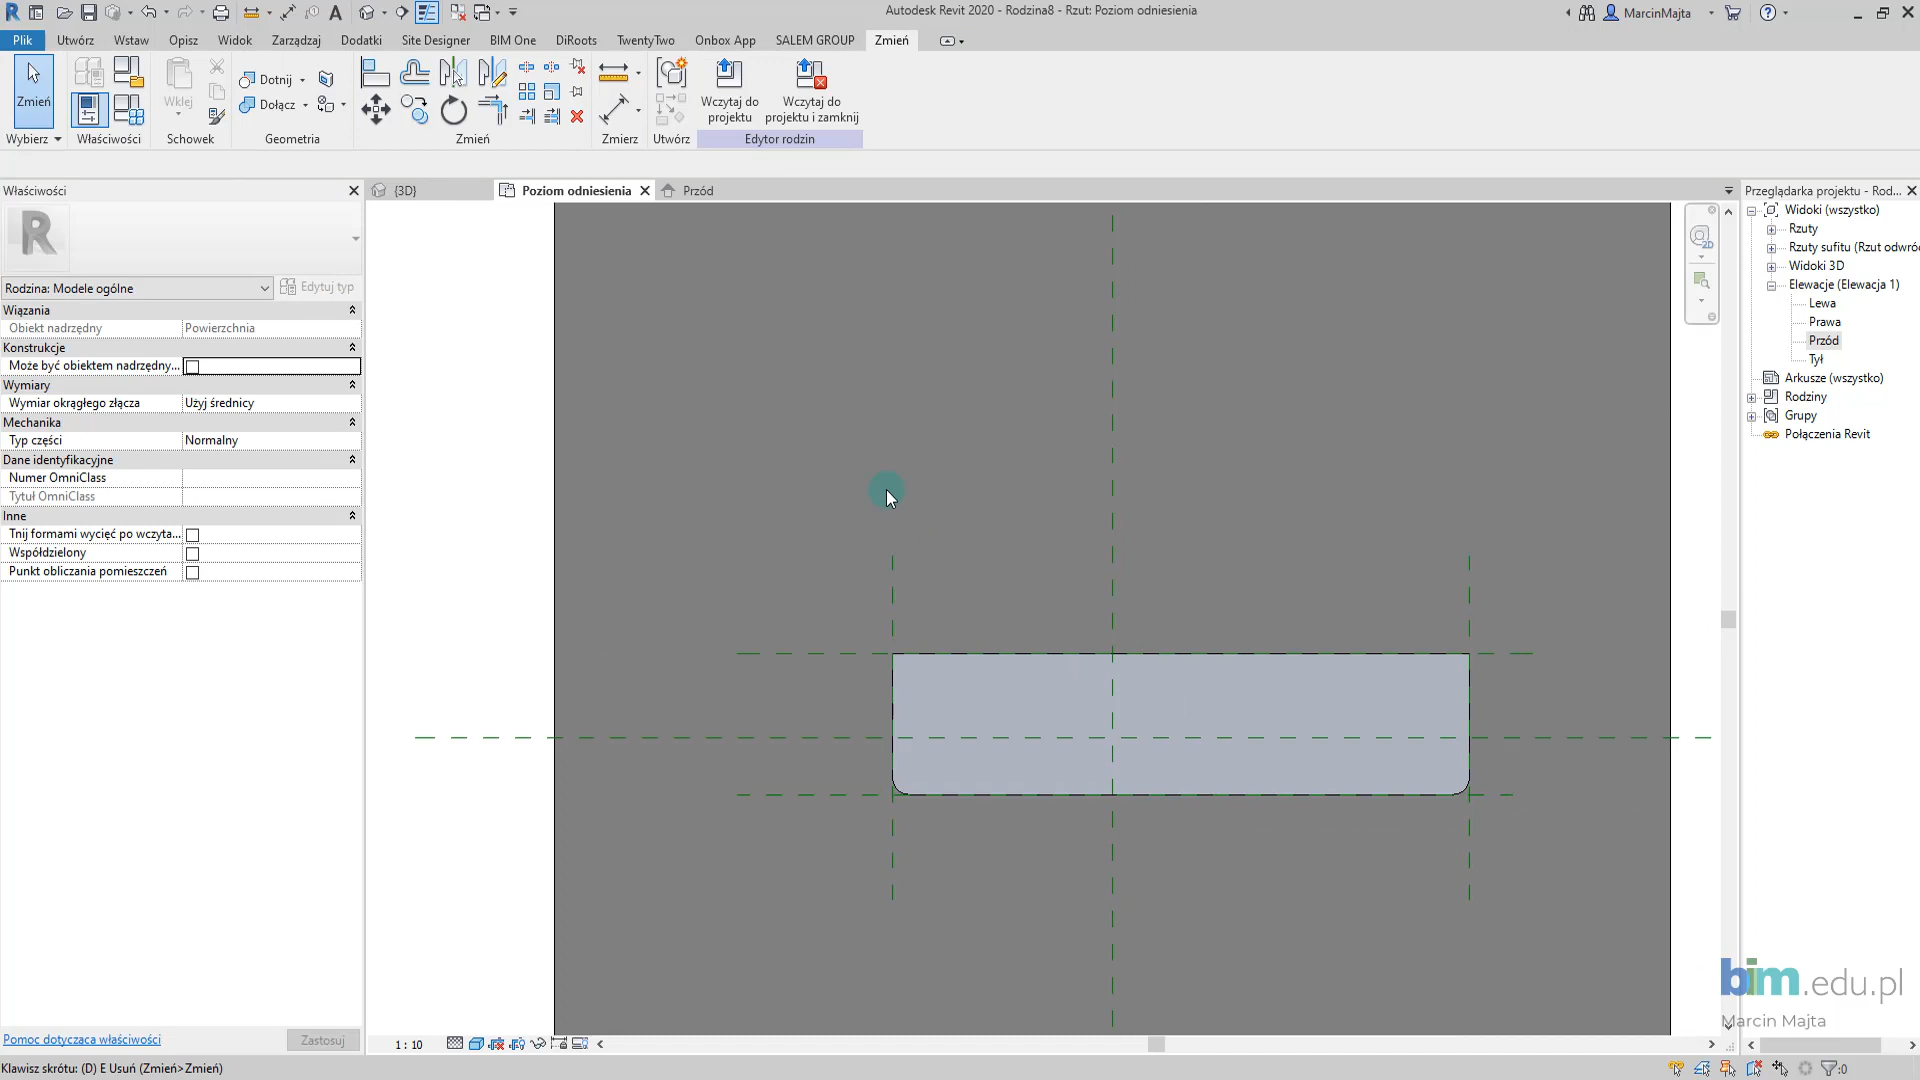 Autodesk Revit 2020 - Rodzina8 - Rzut: Poziom odniesienia
MarcinMajta
Plik Utwórz Wstaw Opisz Widok Zarządzaj Dodatki Site Designer BIM One DiRoots TwentyTwo Onbox App SALEM GROUP Zmień
Zmień
Wklej
Dotnij
Dołącz
Wczytaj do projektu
Wczytaj do projektu i zamknij
Wybierz Właściwości Schowek Geometria Zmień Zmierz Utwórz Edytor rodzin
Właściwości
{3D} Poziom odniesienia Przód
Przeglądarka projektu - Rod...
R
Rodzina: Modele ogólne
Edytuj typ
Wiązania
Obiekt nadrzędny Powierzchnia
Konstrukcje
Może być obiektem nadrzędny...
Wymiary
Wymiar okrągłego złącza Użyj średnicy
Mechanika
Typ części Normalny
Dane identyfikacyjne
Numer OmniClass
Tytuł OmniClass
Inne
Tnij formami wycięć po wczyta...
Współdzielony
Punkt obliczania pomieszczeń
2D
Widoki (wszystko)
Rzuty
Rzuty sufitu (Rzut odwróc
Widoki 3D
Elewacje (Elewacja 1)
Lewa
Prawa
Przód
Tył
Arkusze (wszystko)
Rodziny
Grupy
Połączenia Revit
bim.edu.pl
Marcin Majta
Pomoc dotycząca właściwości
Zastosuj
1 : 10
Klawisz skrótu: (D) E Usuń (Zmień>Zmień)
:0